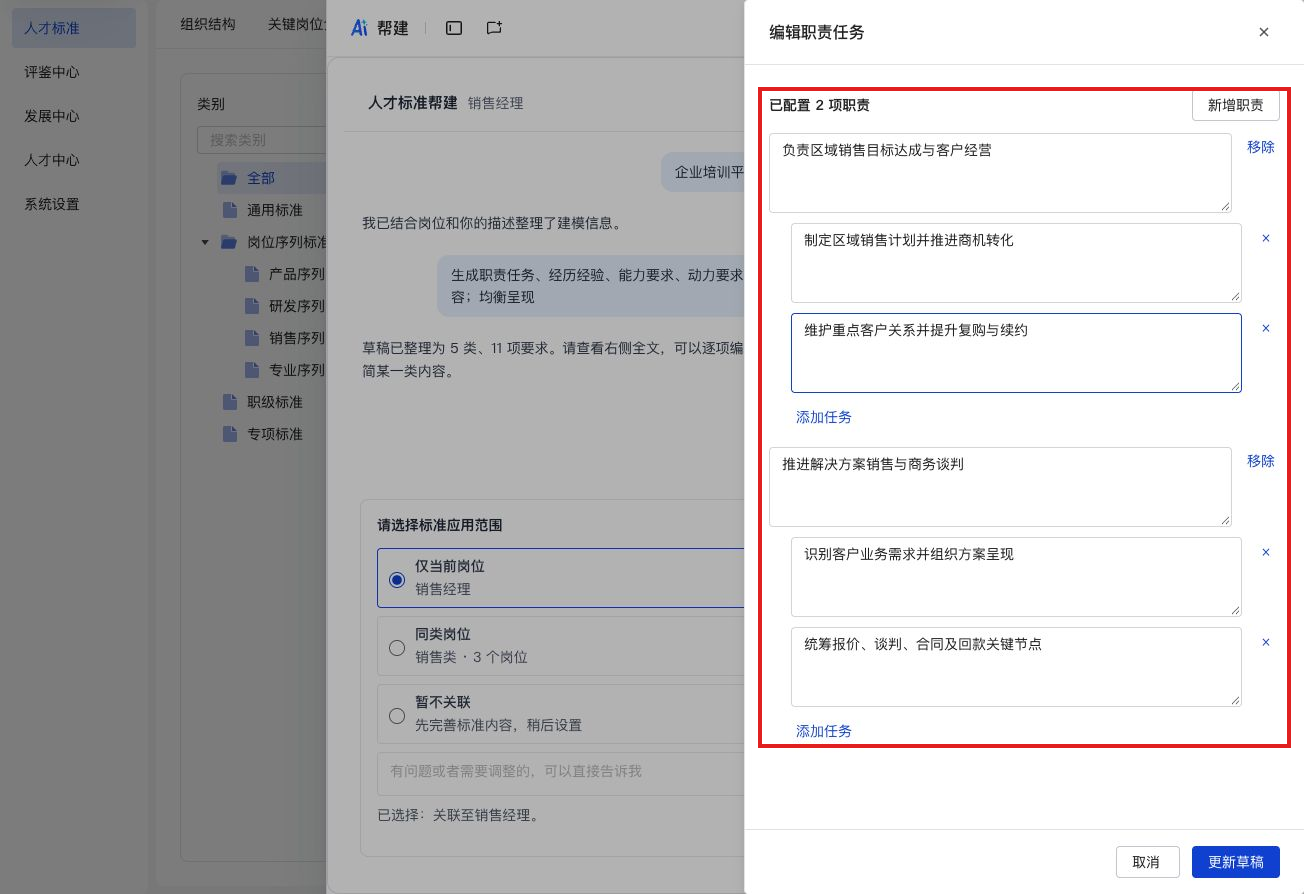 人才标准
评鉴中心
发展中心
人才中心
系统设置
组织结构 关键岗位
类别
搜索类别
全部
通用标准
岗位序列标准
产品序列
研发序列
销售序列
专业序列
职级标准
专项标准
Ai 帮建
人才标准帮建 销售经理
企业培训平
我已结合岗位和你的描述整理了建模信息。
生成职责任务、经历经验、能力要求、动力要求
容；均衡呈现
草稿已整理为 5 类、11 项要求。请查看右侧全文，可以逐项编
简某一类内容。
请选择标准应用范围
仅当前岗位
销售经理
同类岗位
销售类 · 3 个岗位
暂不关联
先完善标准内容，稍后设置
有问题或者需要调整的，可以直接告诉我
已选择：关联至销售经理。
编辑职责任务 ×
已配置 2 项职责 新增职责
负责区域销售目标达成与客户经营 移除
制定区域销售计划并推进商机转化 ×
维护重点客户关系并提升复购与续约 ×
添加任务
推进解决方案销售与商务谈判 移除
识别客户业务需求并组织方案呈现 ×
统筹报价、谈判、合同及回款关键节点 ×
添加任务
取消 更新草稿